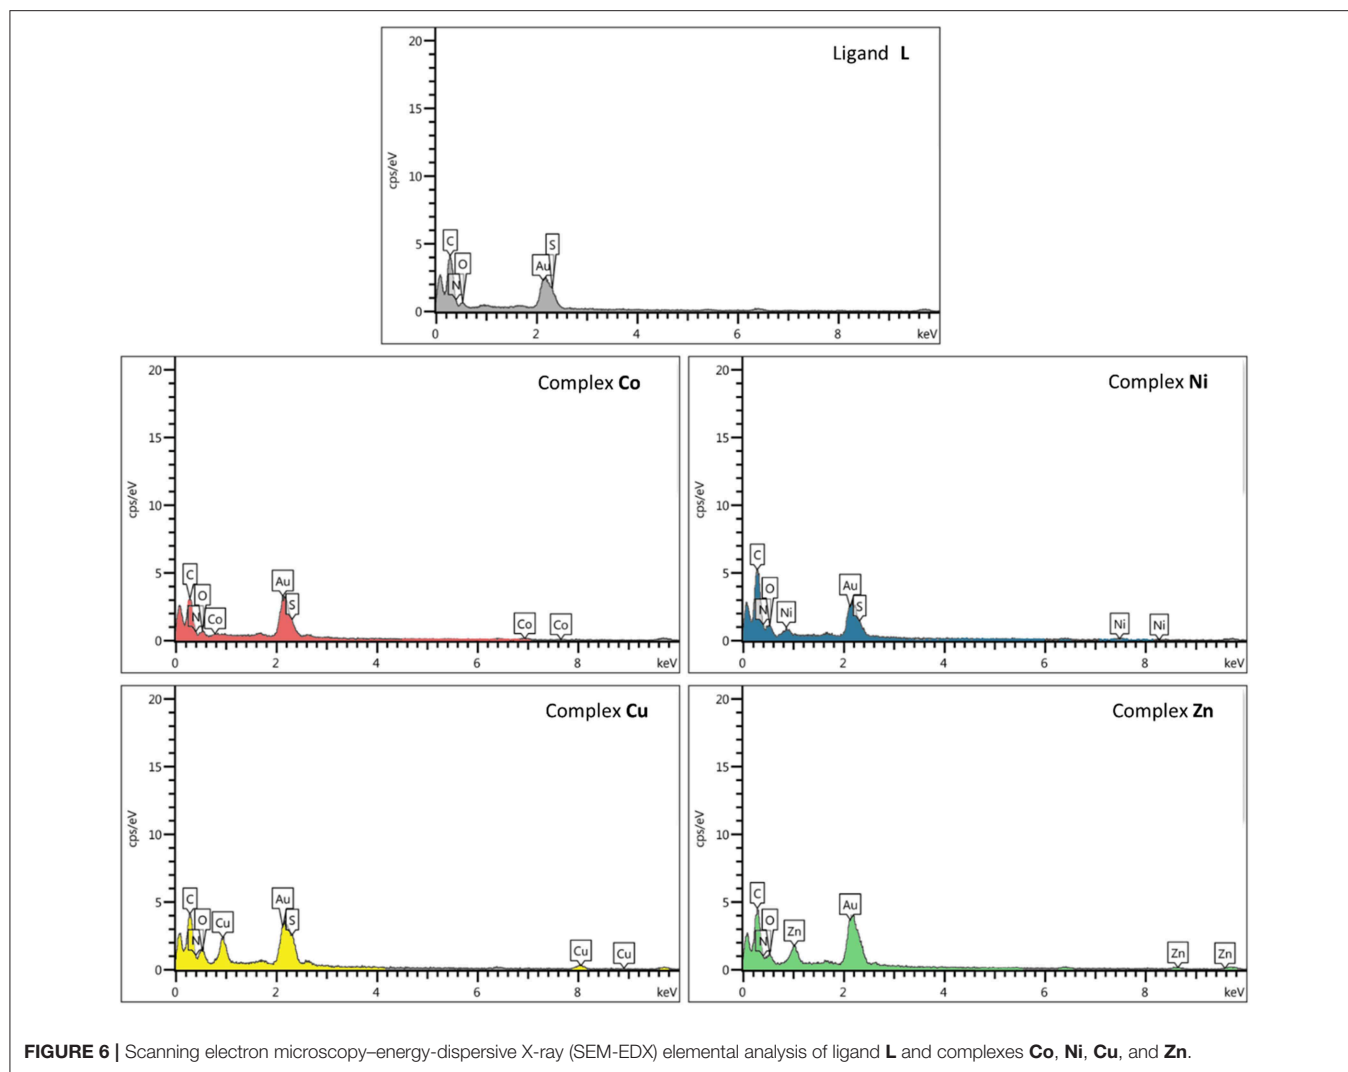 Ligand L
20
15
10
5
0
cps/eV
C
O
N
Au
S
0 2 4 6 8 keV
Complex Co
20
15
10
5
0
cps/eV
C
O
N
Co
Au
S
Co
Co
0 2 4 6 8 keV
Complex Ni
20
15
10
5
0
cps/eV
C
O
N
Ni
Au
S
Ni
Ni
0 2 4 6 8 keV
Complex Cu
20
15
10
5
0
cps/eV
C
O
N
Cu
Au
S
Cu
Cu
0 2 4 6 8 keV
Complex Zn
20
15
10
5
0
cps/eV
C
O
N
Zn
Au
Zn
Zn
0 2 4 6 8 keV
FIGURE 6 | Scanning electron microscopy–energy-dispersive X-ray (SEM-EDX) elemental analysis of ligand L and complexes Co, Ni, Cu, and Zn.